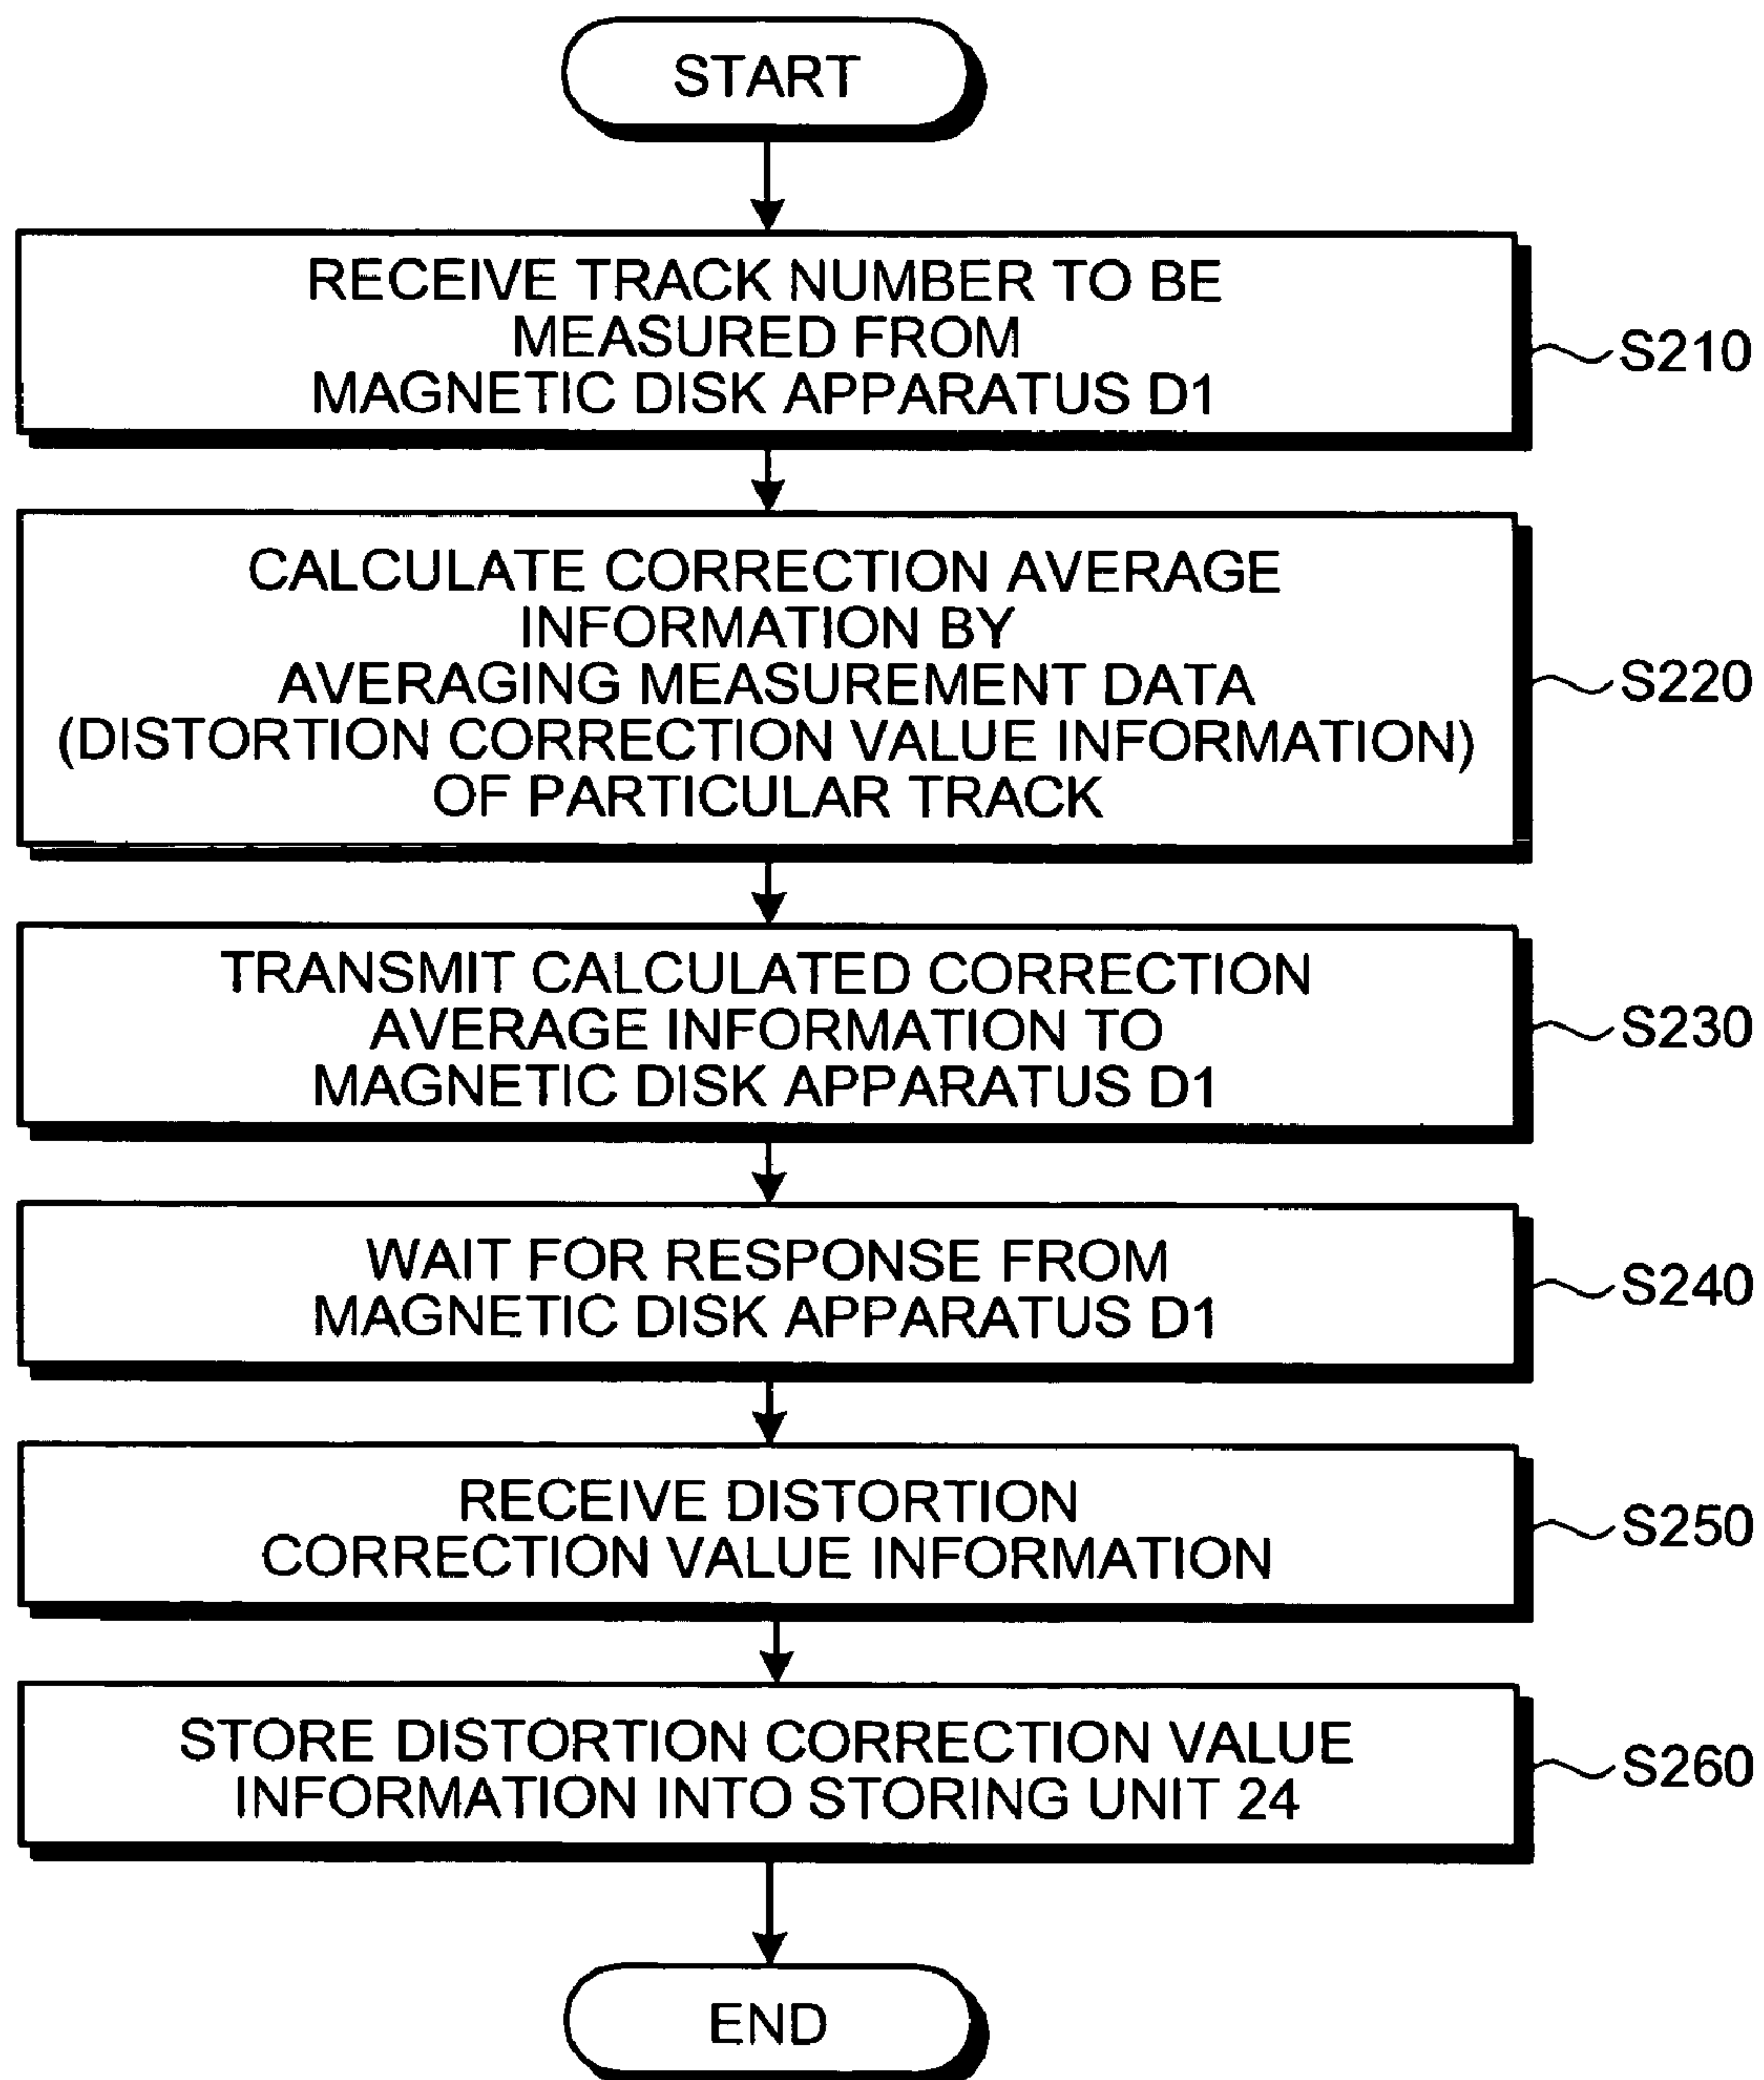 START
RECEIVE TRACK NUMBER TO BE
MEASURED FROM
MAGNETIC DISK APPARATUS D1
S210
CALCULATE CORRECTION AVERAGE
INFORMATION BY
AVERAGING MEASUREMENT DATA
(DISTORTION CORRECTION VALUE INFORMATION)
OF PARTICULAR TRACK
S220
TRANSMIT CALCULATED CORRECTION
AVERAGE INFORMATION TO
MAGNETIC DISK APPARATUS D1
S230
WAIT FOR RESPONSE FROM
MAGNETIC DISK APPARATUS D1
S240
RECEIVE DISTORTION
CORRECTION VALUE INFORMATION
S250
STORE DISTORTION CORRECTION VALUE
INFORMATION INTO STORING UNIT 24
S260
END